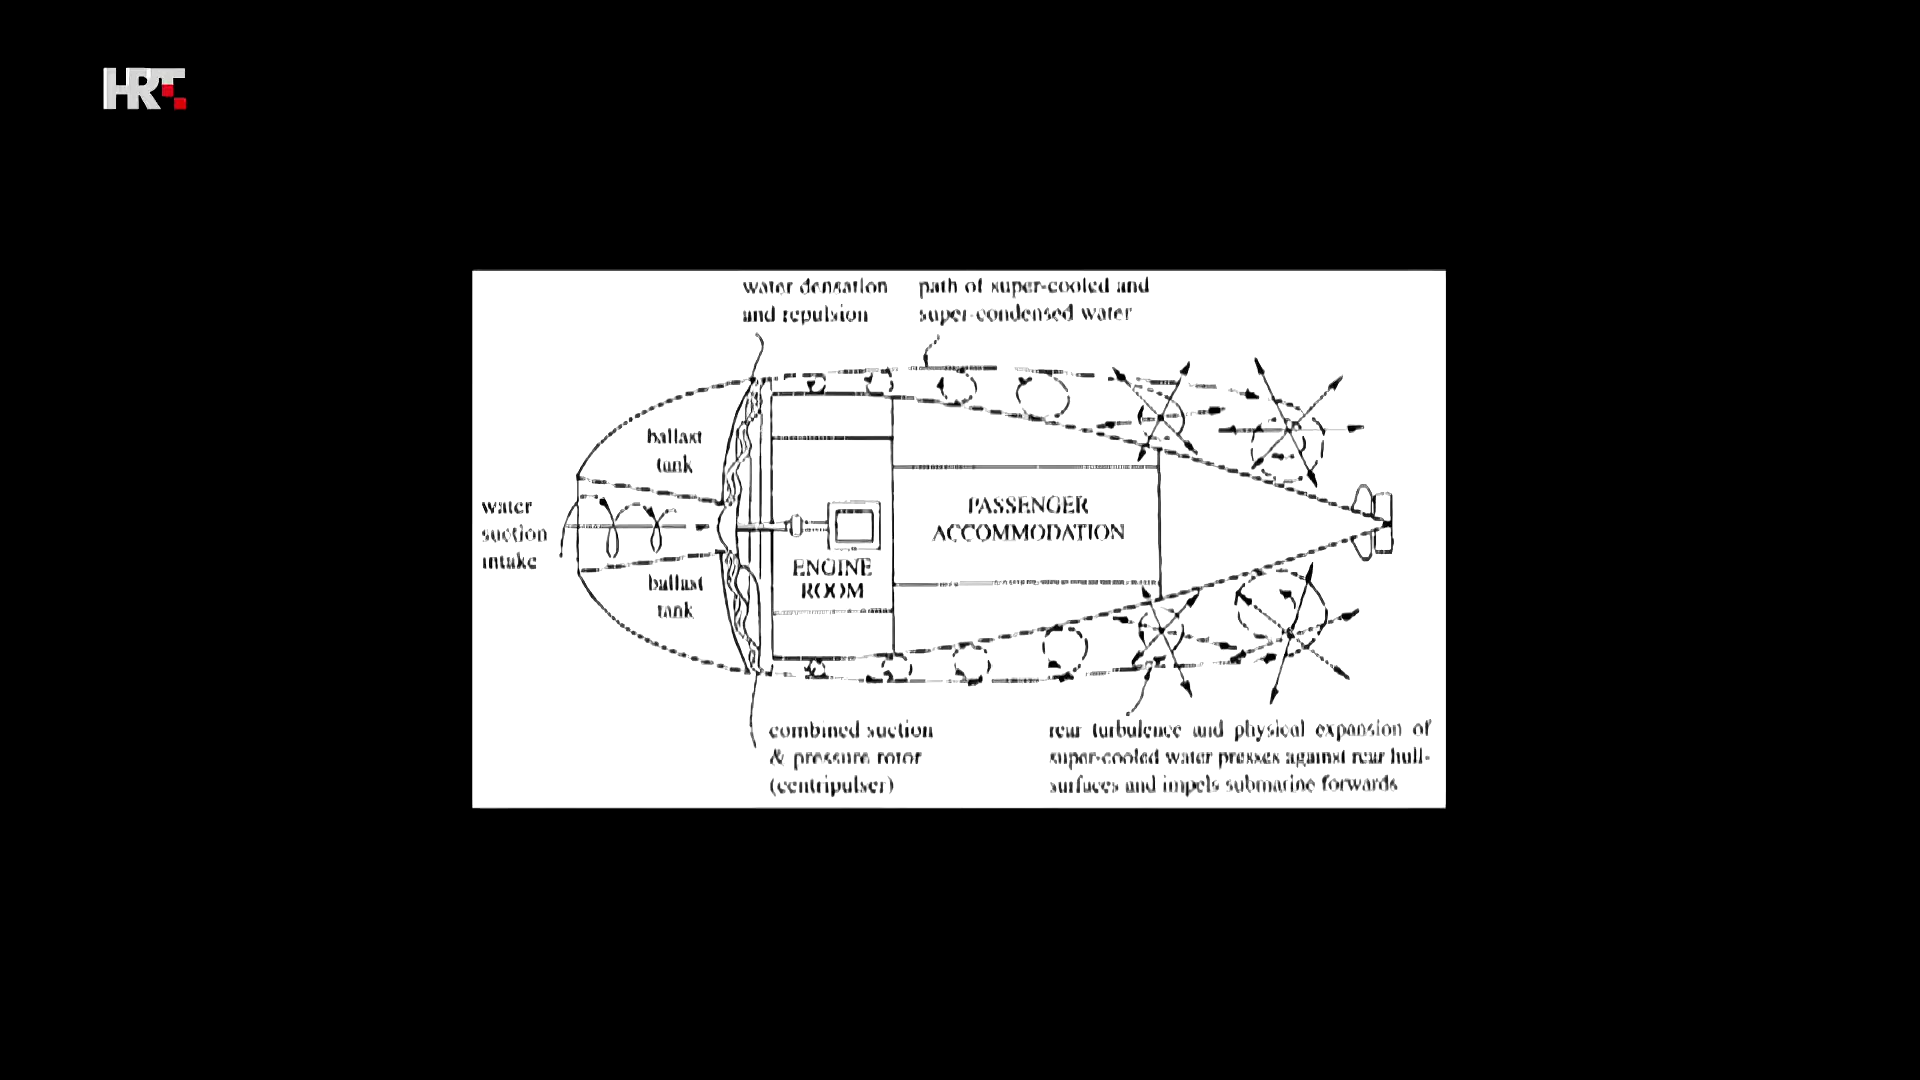 HRT
water densation
and repulsion
path of super-cooled and
super-condensed water
ballast
tank
water
suction
intake
PASSENGER
ACCOMMODATION
ENGINE
ROOM
ballast
tank
combined suction
& pressure rotor
(centripulser)
rear turbulence and physical expansion of
super-cooled water presses against rear hull-
surfaces and impels submarine forwards